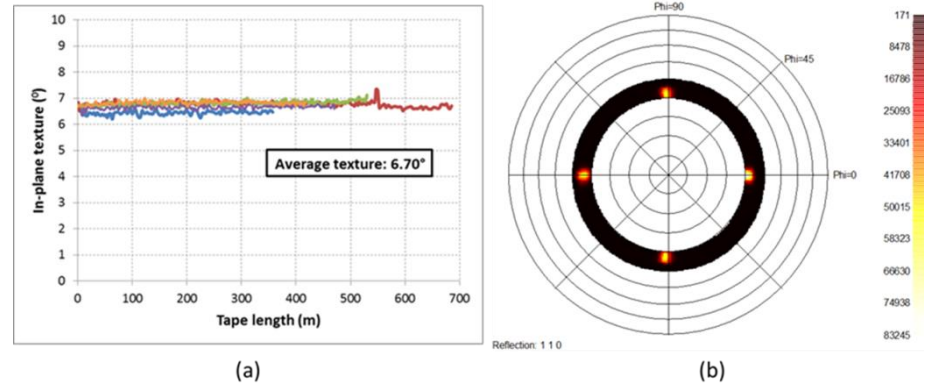 10
9
8
7
6
5
4
3
2
1
0
In-plane texture (°)
Average texture: 6.70°
0 100 200 300 400 500 600 700
Tape length (m)
(a)
Phi=90
Phi=45
Phi=0
Reflection: 1 1 0
171
8478
16786
25093
33401
41708
50015
58323
66630
74938
83245
(b)